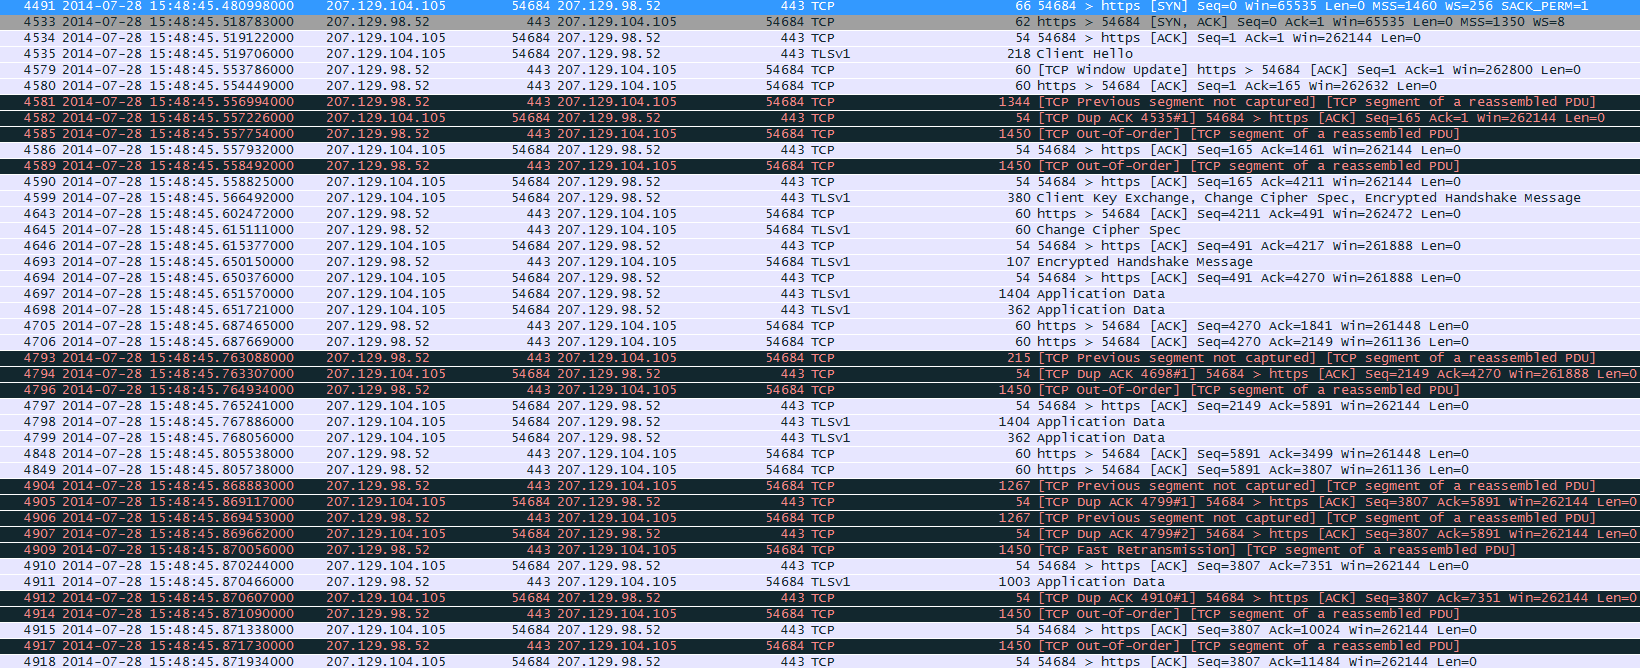 4491 2014-07-28 15:48:45.480998000 207.129.104.105 54684 207.129.98.52 443 TCP 66 54684 > https [SYN] Seq=0 Win=65535 Len=0 MSS=1460 WS=256 SACK_PERM=1
4533 2014-07-28 15:48:45.518783000 207.129.98.52 443 207.129.104.105 54684 TCP 62 https > 54684 [SYN, ACK] Seq=0 Ack=1 Win=65535 Len=0 MSS=1350 WS=8
4534 2014-07-28 15:48:45.519122000 207.129.104.105 54684 207.129.98.52 443 TCP 54 54684 > https [ACK] Seq=1 Ack=1 Win=262144 Len=0
4535 2014-07-28 15:48:45.519706000 207.129.104.105 54684 207.129.98.52 443 TLSv1 218 Client Hello
4579 2014-07-28 15:48:45.553786000 207.129.98.52 443 207.129.104.105 54684 TCP 60 [TCP Window Update] https > 54684 [ACK] Seq=1 Ack=1 Win=262800 Len=0
4580 2014-07-28 15:48:45.554449000 207.129.98.52 443 207.129.104.105 54684 TCP 60 https > 54684 [ACK] Seq=1 Ack=165 Win=262632 Len=0
4581 2014-07-28 15:48:45.556994000 207.129.98.52 443 207.129.104.105 54684 TCP 1344 [TCP Previous segment not captured] [TCP segment of a reassembled PDU]
4582 2014-07-28 15:48:45.557226000 207.129.104.105 54684 207.129.98.52 443 TCP 54 [TCP Dup ACK 4535#1] 54684 > https [ACK] Seq=165 Ack=1 Win=262144 Len=0
4585 2014-07-28 15:48:45.557754000 207.129.98.52 443 207.129.104.105 54684 TCP 1450 [TCP Out-Of-Order] [TCP segment of a reassembled PDU]
4586 2014-07-28 15:48:45.557932000 207.129.104.105 54684 207.129.98.52 443 TCP 54 54684 > https [ACK] Seq=165 Ack=1461 Win=262144 Len=0
4589 2014-07-28 15:48:45.558492000 207.129.98.52 443 207.129.104.105 54684 TCP 1450 [TCP Out-Of-Order] [TCP segment of a reassembled PDU]
4590 2014-07-28 15:48:45.558825000 207.129.104.105 54684 207.129.98.52 443 TCP 54 54684 > https [ACK] Seq=165 Ack=4211 Win=262144 Len=0
4599 2014-07-28 15:48:45.566492000 207.129.104.105 54684 207.129.98.52 443 TLSv1 380 Client Key Exchange, Change Cipher Spec, Encrypted Handshake Message
4643 2014-07-28 15:48:45.602472000 207.129.98.52 443 207.129.104.105 54684 TCP 60 https > 54684 [ACK] Seq=4211 Ack=491 Win=262472 Len=0
4645 2014-07-28 15:48:45.615111000 207.129.98.52 443 207.129.104.105 54684 TLSv1 60 Change Cipher Spec
4646 2014-07-28 15:48:45.615377000 207.129.104.105 54684 207.129.98.52 443 TCP 54 54684 > https [ACK] Seq=491 Ack=4217 Win=261888 Len=0
4693 2014-07-28 15:48:45.650150000 207.129.98.52 443 207.129.104.105 54684 TLSv1 107 Encrypted Handshake Message
4694 2014-07-28 15:48:45.650376000 207.129.104.105 54684 207.129.98.52 443 TCP 54 54684 > https [ACK] Seq=491 Ack=4270 Win=261888 Len=0
4697 2014-07-28 15:48:45.651570000 207.129.104.105 54684 207.129.98.52 443 TLSv1 1404 Application Data
4698 2014-07-28 15:48:45.651721000 207.129.104.105 54684 207.129.98.52 443 TLSv1 362 Application Data
4705 2014-07-28 15:48:45.687465000 207.129.98.52 443 207.129.104.105 54684 TCP 60 https > 54684 [ACK] Seq=4270 Ack=1841 Win=261448 Len=0
4706 2014-07-28 15:48:45.687669000 207.129.98.52 443 207.129.104.105 54684 TCP 60 https > 54684 [ACK] Seq=4270 Ack=2149 Win=261136 Len=0
4793 2014-07-28 15:48:45.763088000 207.129.98.52 443 207.129.104.105 54684 TCP 215 [TCP Previous segment not captured] [TCP segment of a reassembled PDU]
4794 2014-07-28 15:48:45.763307000 207.129.104.105 54684 207.129.98.52 443 TCP 54 [TCP Dup ACK 4698#1] 54684 > https [ACK] Seq=2149 Ack=4270 Win=261888 Len=0
4796 2014-07-28 15:48:45.764934000 207.129.98.52 443 207.129.104.105 54684 TCP 1450 [TCP Out-Of-Order] [TCP segment of a reassembled PDU]
4797 2014-07-28 15:48:45.765241000 207.129.104.105 54684 207.129.98.52 443 TCP 54 54684 > https [ACK] Seq=2149 Ack=5891 Win=262144 Len=0
4798 2014-07-28 15:48:45.767886000 207.129.104.105 54684 207.129.98.52 443 TLSv1 1404 Application Data
4799 2014-07-28 15:48:45.768056000 207.129.104.105 54684 207.129.98.52 443 TLSv1 362 Application Data
4848 2014-07-28 15:48:45.805538000 207.129.98.52 443 207.129.104.105 54684 TCP 60 https > 54684 [ACK] Seq=5891 Ack=3499 Win=261448 Len=0
4849 2014-07-28 15:48:45.805738000 207.129.98.52 443 207.129.104.105 54684 TCP 60 https > 54684 [ACK] Seq=5891 Ack=3807 Win=261136 Len=0
4904 2014-07-28 15:48:45.868883000 207.129.98.52 443 207.129.104.105 54684 TCP 1267 [TCP Previous segment not captured] [TCP segment of a reassembled PDU]
4905 2014-07-28 15:48:45.869117000 207.129.104.105 54684 207.129.98.52 443 TCP 54 [TCP Dup ACK 4799#1] 54684 > https [ACK] Seq=3807 Ack=5891 Win=262144 Len=0
4906 2014-07-28 15:48:45.869453000 207.129.98.52 443 207.129.104.105 54684 TCP 1267 [TCP Previous segment not captured] [TCP segment of a reassembled PDU]
4907 2014-07-28 15:48:45.869662000 207.129.104.105 54684 207.129.98.52 443 TCP 54 [TCP Dup ACK 4799#2] 54684 > https [ACK] Seq=3807 Ack=5891 Win=262144 Len=0
4909 2014-07-28 15:48:45.870056000 207.129.98.52 443 207.129.104.105 54684 TCP 1450 [TCP Fast Retransmission] [TCP segment of a reassembled PDU]
4910 2014-07-28 15:48:45.870244000 207.129.104.105 54684 207.129.98.52 443 TCP 54 54684 > https [ACK] Seq=3807 Ack=7351 Win=262144 Len=0
4911 2014-07-28 15:48:45.870466000 207.129.98.52 443 207.129.104.105 54684 TLSv1 1003 Application Data
4912 2014-07-28 15:48:45.870607000 207.129.104.105 54684 207.129.98.52 443 TCP 54 [TCP Dup ACK 4910#1] 54684 > https [ACK] Seq=3807 Ack=7351 Win=262144 Len=0
4914 2014-07-28 15:48:45.871090000 207.129.98.52 443 207.129.104.105 54684 TCP 1450 [TCP Out-Of-Order] [TCP segment of a reassembled PDU]
4915 2014-07-28 15:48:45.871338000 207.129.104.105 54684 207.129.98.52 443 TCP 54 54684 > https [ACK] Seq=3807 Ack=10024 Win=262144 Len=0
4917 2014-07-28 15:48:45.871730000 207.129.98.52 443 207.129.104.105 54684 TCP 1450 [TCP Out-Of-Order] [TCP segment of a reassembled PDU]
4918 2014-07-28 15:48:45.871934000 207.129.104.105 54684 207.129.98.52 443 TCP 54 54684 > https [ACK] Seq=3807 Ack=11484 Win=262144 Len=0